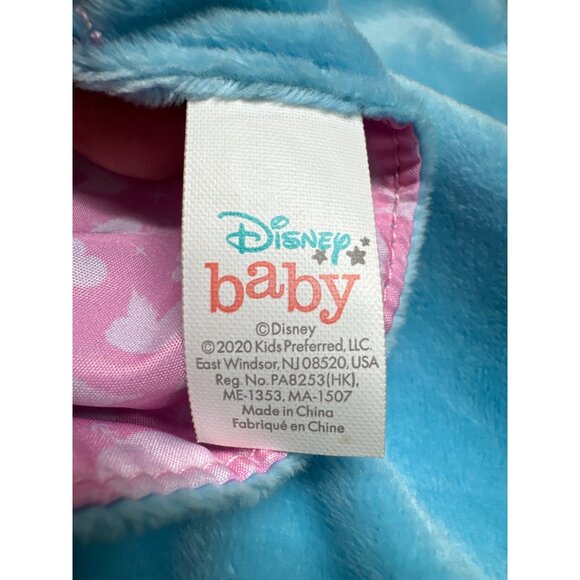 Disney
baby
©Disney
©2020 Kids Preferred, LLC.
East Windsor, NJ 08520, USA
Reg. No. PA8253(HK),
ME-1353, MA-1507
Made in China
Fabriqué en Chine